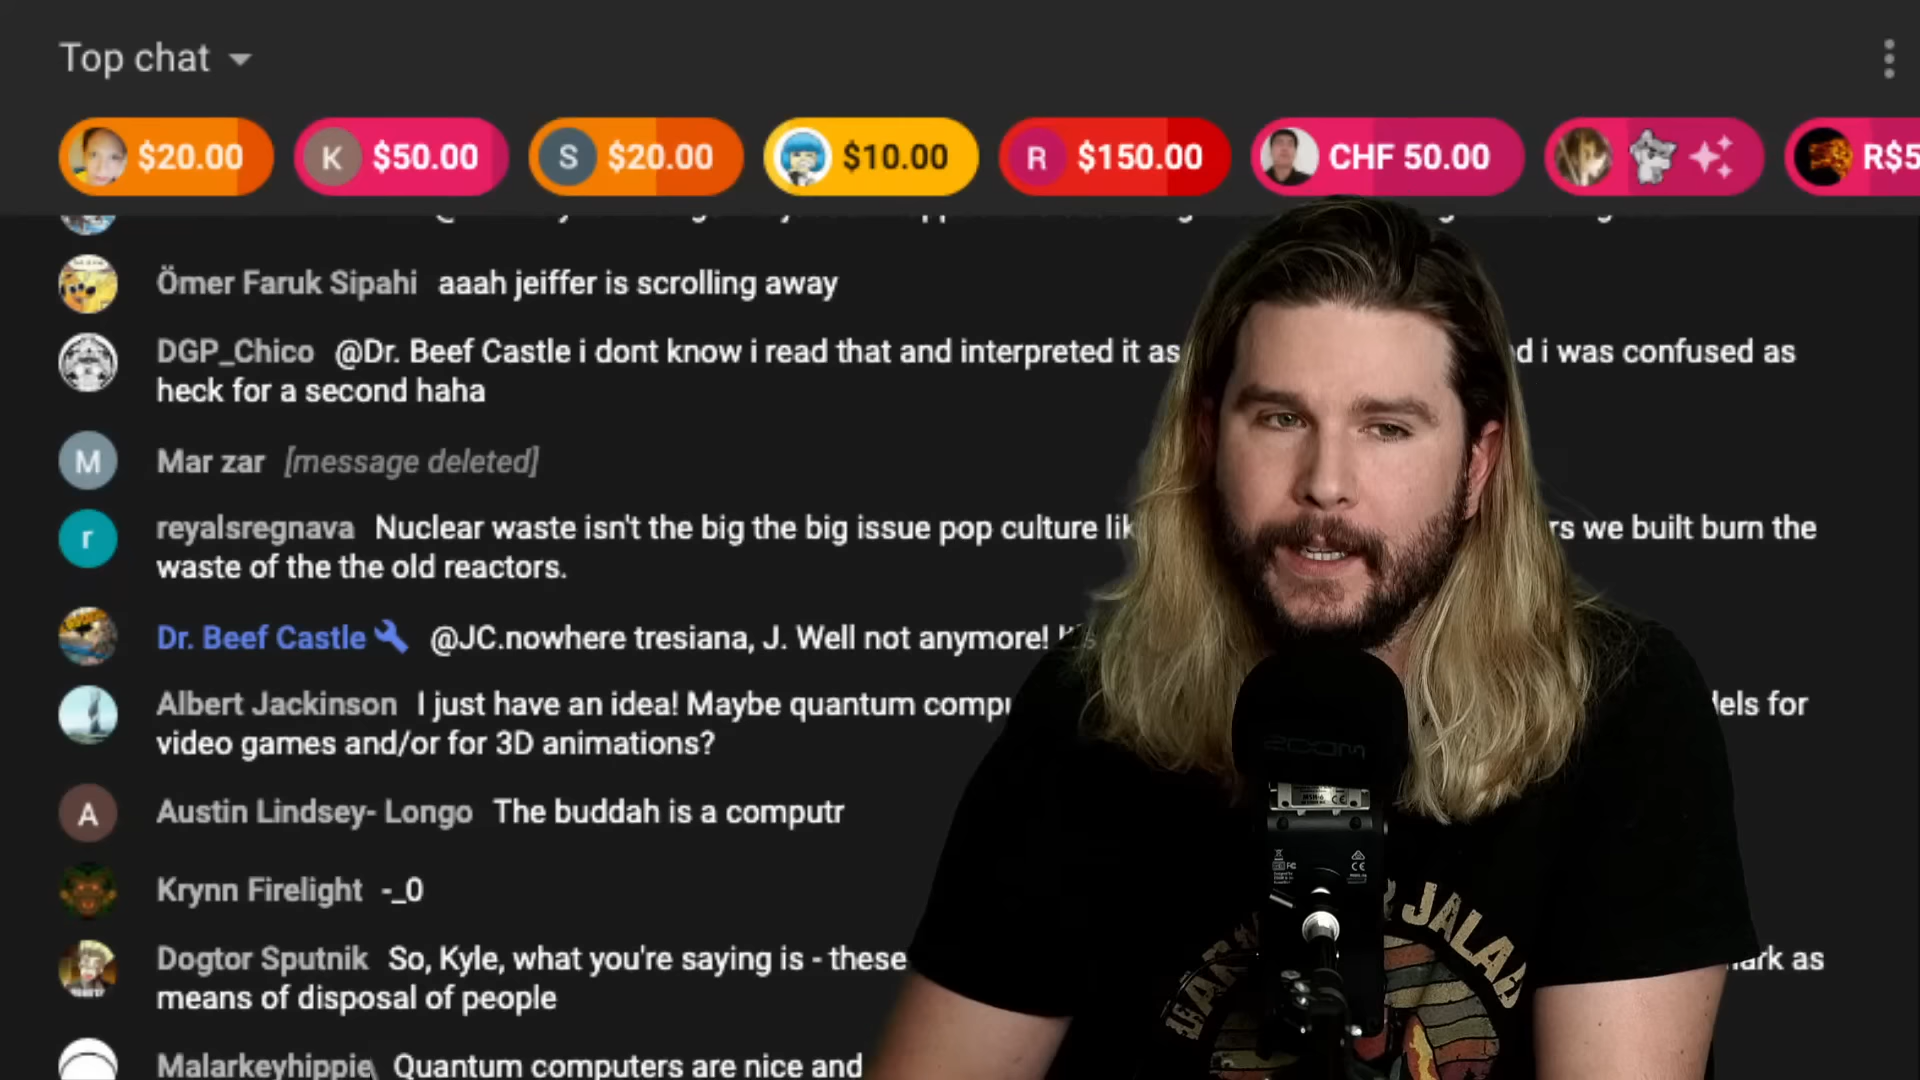 Top chat
$20.00
K $50.00
S $20.00
$10.00
R $150.00
CHF 50.00
R$5
Ömer Faruk Sipahi aaah jeiffer is scrolling away
DGP_Chico @Dr. Beef Castle i dont know i read that and interpreted it as i was confused as
heck for a second haha
M Mar zar [message deleted]
r reyalsregnava Nuclear waste isn't the big the big issue pop culture we built burn the
waste of the the old reactors.
Dr. Beef Castle @JC.nowhere tresiana, J. Well not anymore!
Albert Jackinson I just have an idea! Maybe quantum for
video games and/or for 3D animations?
A Austin Lindsey- Longo The buddah is a computr
Krynn Firelight -_0
Dogtor Sputnik So, Kyle, what you're saying is - these as
means of disposal of people
Malarkeyhippie Quantum computers are nice and
ZOOM
JALAD